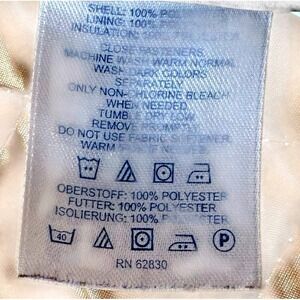 SHELL: 100% POL
LINING: 100% PO
INSULATION: 
CLOSE FASTENERS
MACHINE WASH WARM NORMAL
WASH DARK COLORS
SEPARATELY
ONLY NON-CHLORINE BLEACH
WHEN NEEDED
TUMBLE DRY LOW
REMOVE PROMPTLY
DO NOT USE FABRIC SOFTENER
WARM
OBERSTOFF: 100% POLYESTER
FUTTER: 100% POLYESTER
ISOLIERUNG: 100% POLYESTER
40
P
RN 62830